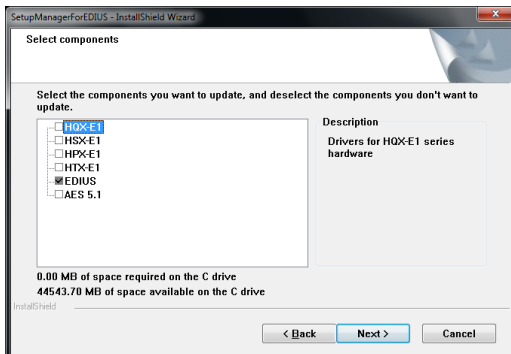 SetupManagerForEDIUS - InstallShield Wizard
Select components
Select the components you want to update, and deselect the components you don't want to
update.
HQX-E1
HSX-E1
HPX-E1
HTX-E1
EDIUS
AES 5.1
Description
Drivers for HQX-E1 series
hardware
0.00 MB of space required on the C drive
44543.70 MB of space available on the C drive
InstallShield
< Back
Next >
Cancel